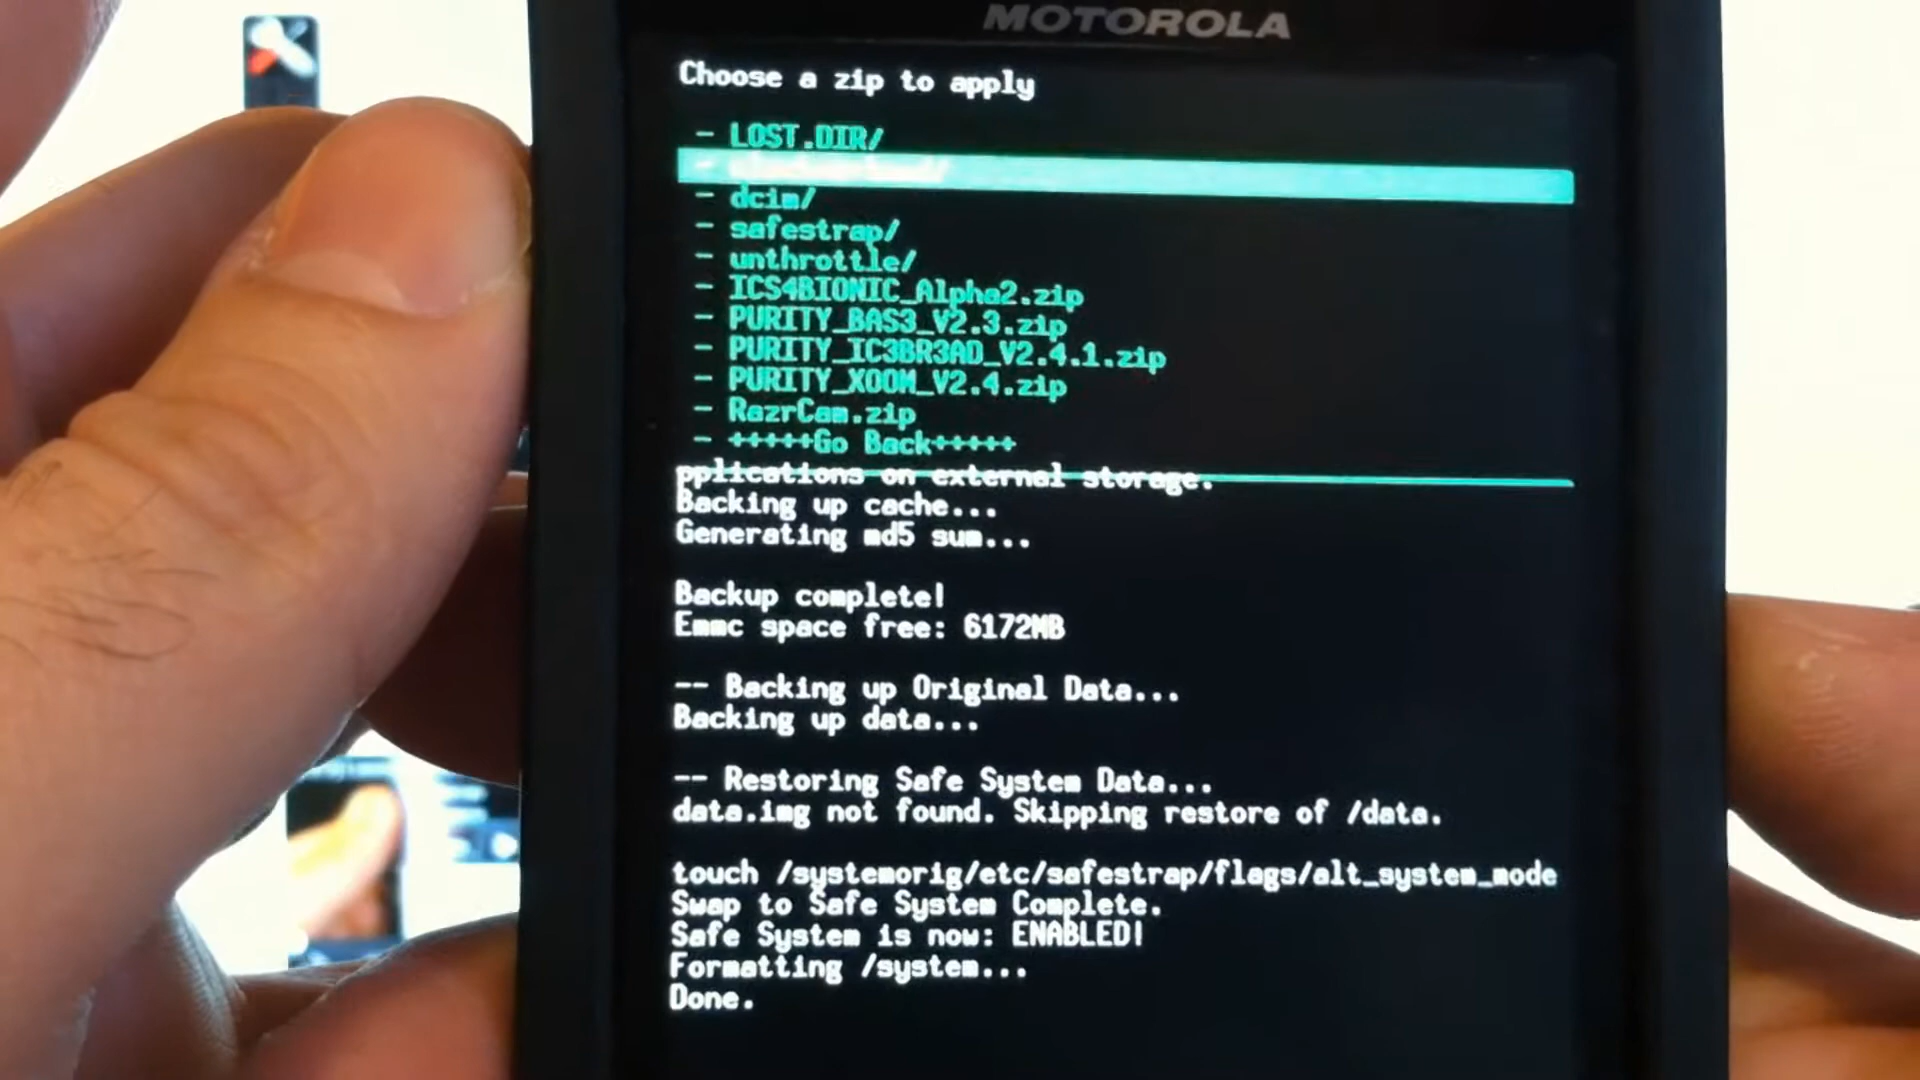 MOTOROLA
Choose a zip to apply
- LOST.DIR/
- dcim/
- safestrap/
- unthrottle/
- ICS4BIONIC_Alpha2.zip
- PURITY_BAS3_V2.3.zip
- PURITY_IC3BR3AD_V2.4.1.zip
- PURITY_XOOM_V2.4.zip
- RazrCam.zip
- +++++Go Back+++++
pplications on external storage.
Backing up cache...
Generating md5 sum...
Backup complete!
Emmc space free: 6172MB
-- Backing up Original Data...
Backing up data...
-- Restoring Safe System Data...
data.img not found. Skipping restore of /data.
touch /systemorig/etc/safestrap/flags/alt_system_mode
Swap to Safe System Complete.
Safe System is now: ENABLED!
Formatting /system...
Done.